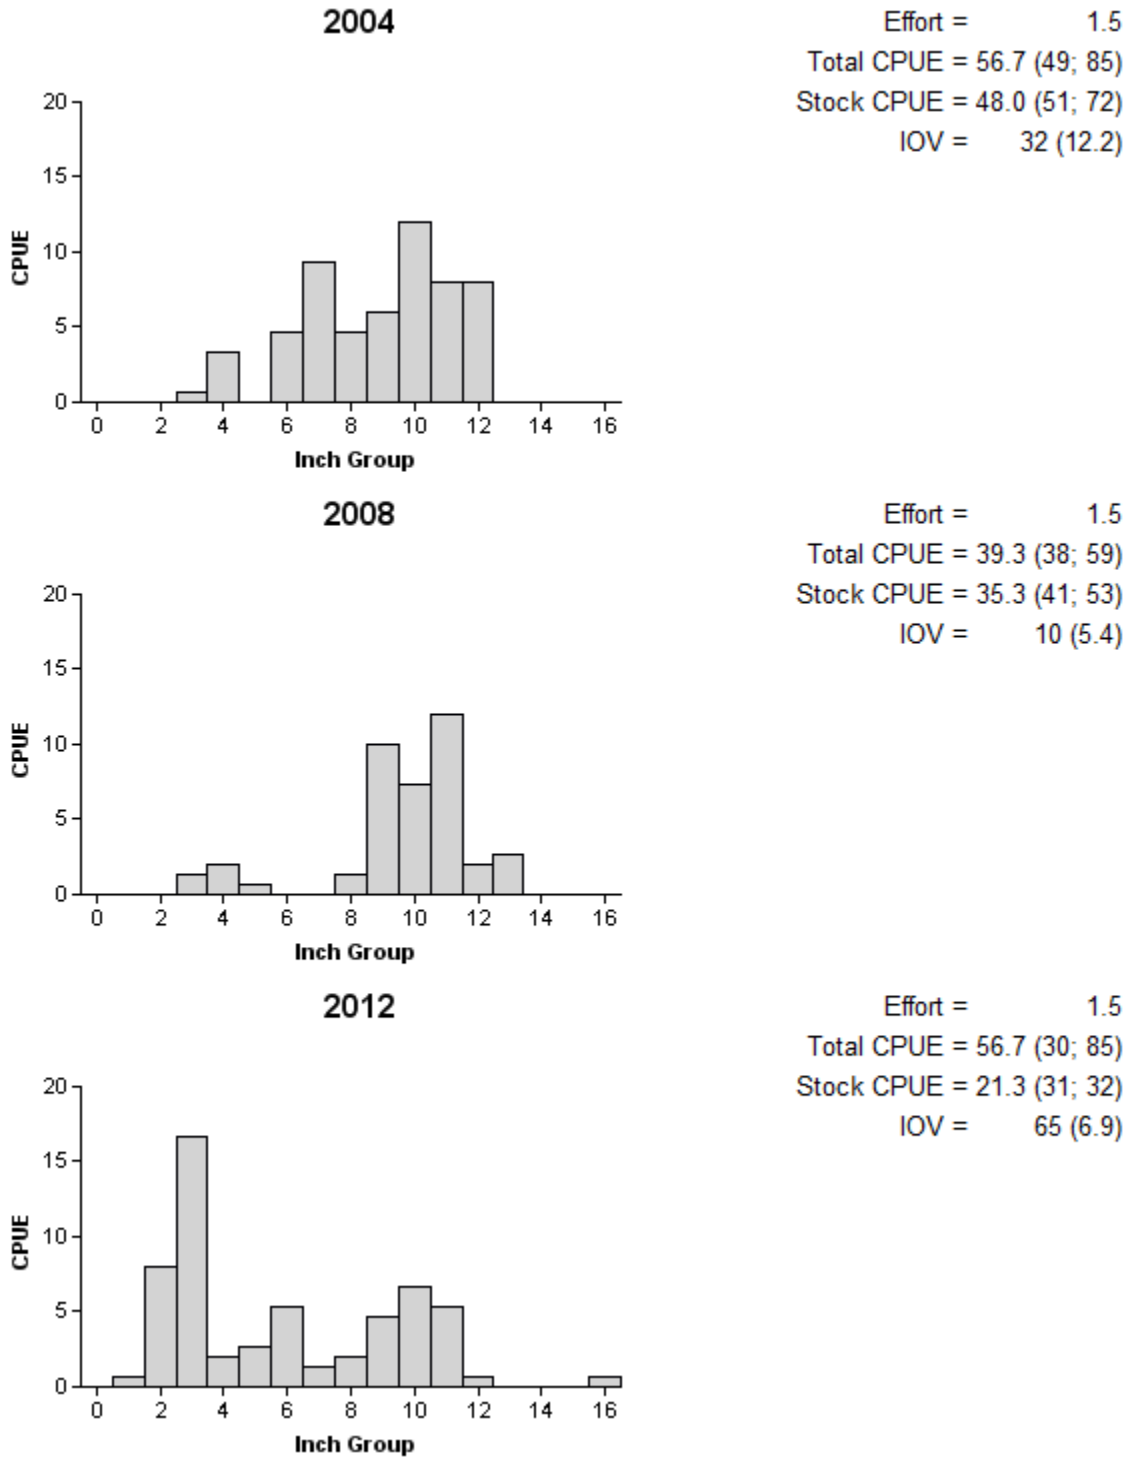 2004
Effort = 1.5
Total CPUE = 56.7 (49; 85)
Stock CPUE = 48.0 (51; 72)
IOV = 32 (12.2)
20
15
10
5
0
CPUE
0 2 4 6 8 10 12 14 16
Inch Group
2008
Effort = 1.5
Total CPUE = 39.3 (38; 59)
Stock CPUE = 35.3 (41; 53)
IOV = 10 (5.4)
20
15
10
5
0
CPUE
0 2 4 6 8 10 12 14 16
Inch Group
2012
Effort = 1.5
Total CPUE = 56.7 (30; 85)
Stock CPUE = 21.3 (31; 32)
IOV = 65 (6.9)
20
15
10
5
0
CPUE
0 2 4 6 8 10 12 14 16
Inch Group